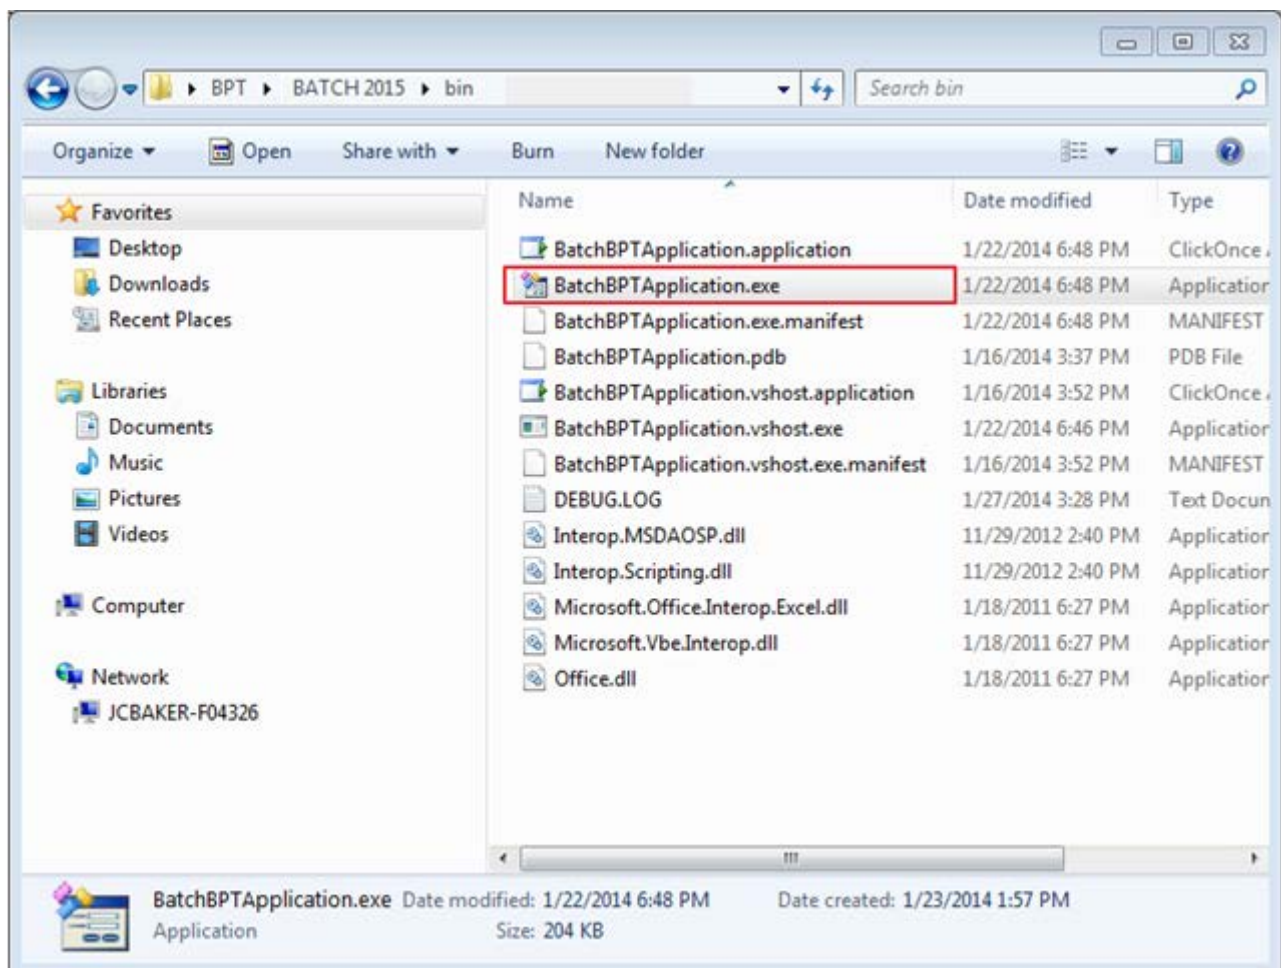 BPT BATCH 2015 bin Search bin
Organize Open Share with Burn New folder
Name Date modified Type
Favorites
Desktop
Downloads
Recent Places
Libraries
Documents
Music
Pictures
Videos
Computer
Network
JCBAKER-F04326
BatchBPTApplication.application 1/22/2014 6:48 PM ClickOnce
BatchBPTApplication.exe 1/22/2014 6:48 PM Application
BatchBPTApplication.exe.manifest 1/22/2014 6:48 PM MANIFEST
BatchBPTApplication.pdb 1/16/2014 3:37 PM PDB File
BatchBPTApplication.vshost.application 1/16/2014 3:52 PM ClickOnce
BatchBPTApplication.vshost.exe 1/22/2014 6:46 PM Application
BatchBPTApplication.vshost.exe.manifest 1/16/2014 3:52 PM MANIFEST
DEBUG.LOG 1/27/2014 3:28 PM Text Docun
Interop.MSDAOSP.dll 11/29/2012 2:40 PM Application
Interop.Scripting.dll 11/29/2012 2:40 PM Application
Microsoft.Office.Interop.Excel.dll 1/18/2011 6:27 PM Application
Microsoft.Vbe.Interop.dll 1/18/2011 6:27 PM Application
Office.dll 1/18/2011 6:27 PM Application
BatchBPTApplication.exe Date modified: 1/22/2014 6:48 PM Date created: 1/23/2014 1:57 PM
Application Size: 204 KB